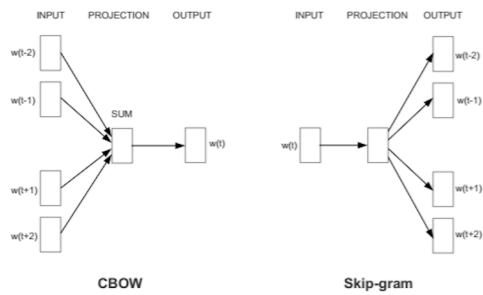 INPUT PROJECTION OUTPUT
w(t-2)
w(t-1)
SUM
w(t)
w(t+1)
w(t+2)
CBOW
INPUT PROJECTION OUTPUT
w(t-2)
w(t-1)
w(t)
w(t+1)
w(t+2)
Skip-gram